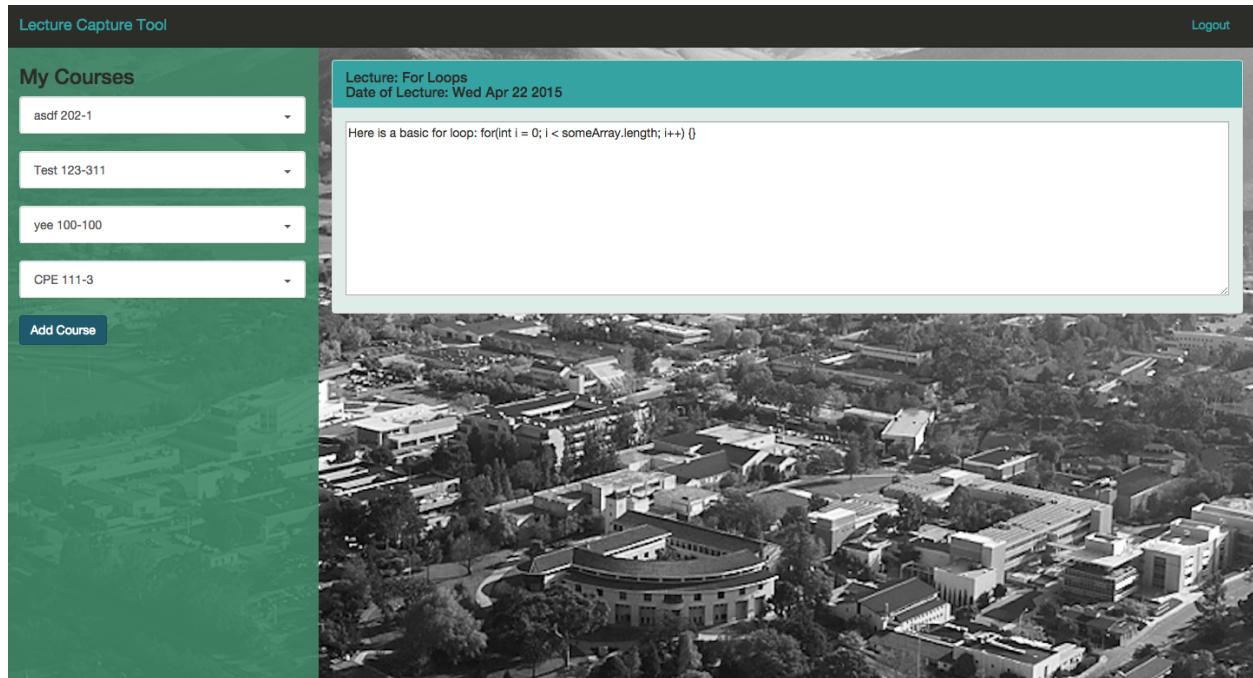 Lecture Capture Tool
Logout
My Courses
asdf 202-1
Test 123-311
yee 100-100
CPE 111-3
Add Course
Lecture: For Loops
Date of Lecture: Wed Apr 22 2015
Here is a basic for loop: for(int i = 0; i < someArray.length; i++) {}